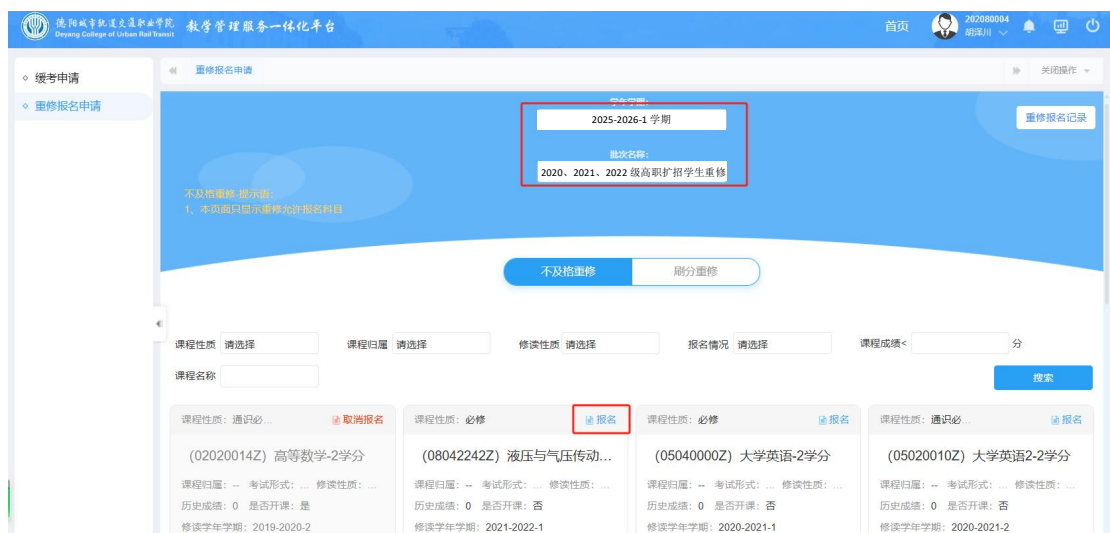 德阳城市轨道交通职业学院 教学管理服务一体化平台
Deyang College of Urban Rail Transit
首页 202080004
胡泽川
缓考申请
重修报名申请
重修报名申请 关闭操作
学年学期:
2025-2026-1 学期
重修报名记录
批次名称:
2020、2021、2022 级高职扩招学生重修
不及格重修-提示语:
1、本页面只显示重修允许报名科目
不及格重修 刷分重修
课程性质 请选择 课程归属 请选择 修读性质 请选择 报名情况 请选择 课程成绩< 分
课程名称 搜索
课程性质: 通识必... 取消报名 课程性质: 必修 报名 课程性质: 必修 报名 课程性质: 通识必... 报名
(02020014Z) 高等数学-2学分 (08042242Z) 液压与气压传动... (05040000Z) 大学英语-2学分 (05020010Z) 大学英语2-2学分
课程归属: -- 考试形式: ... 修读性质: ... 课程归属: -- 考试形式: ... 修读性质: ... 课程归属: -- 考试形式: ... 修读性质: ... 课程归属: -- 考试形式: ... 修读性质: ...
历史成绩: 0 是否开课: 是 历史成绩: 0 是否开课: 否 历史成绩: 0 是否开课: 否 历史成绩: 0 是否开课: 否
修读学年学期: 2019-2020-2 修读学年学期: 2021-2022-1 修读学年学期: 2020-2021-1 修读学年学期: 2020-2021-2